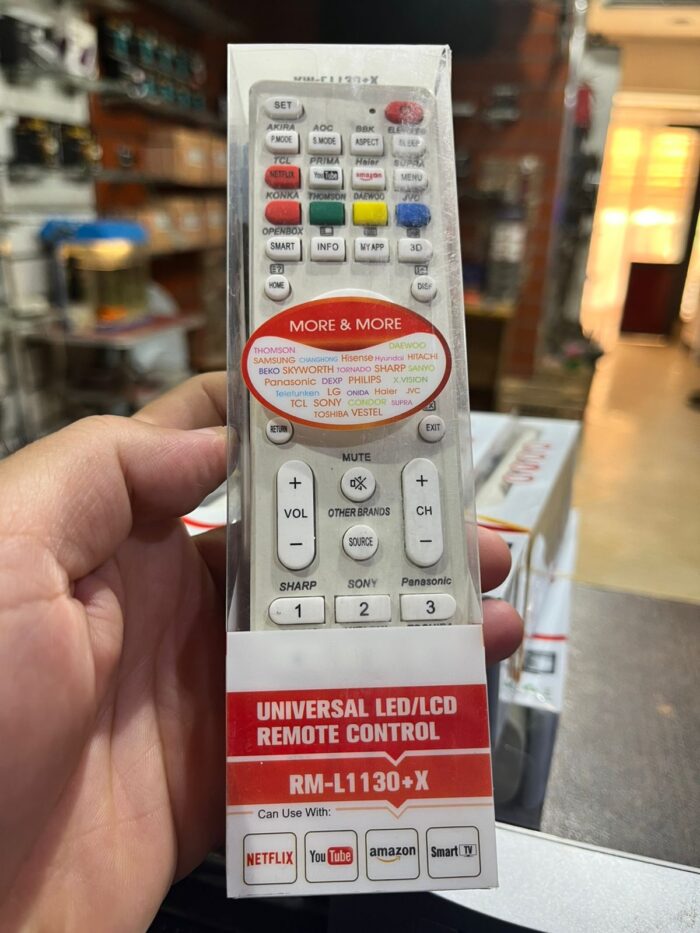 SET
AKIRA AOC BBK
P.MODE S.MODE ASPECT SLEEP
TCL PRIMA Haier SUPRA
NETFLIX YouTube amazon MENU
KONKA THOMSON DAEWOO JVC
OPENBOX
SMART INFO MY APP 3D
HOME DISP
MORE & MORE
THOMSON DAEWOO
SAMSUNG CHANGHONG Hisense Hyundai HITACHI
BEKO SKYWORTH TORNADO SHARP SANYO
Panasonic DEXP PHILIPS X.VISION
Telefunken LG ONIDA Haier JVC
TCL SONY CONDOR SUPRA
TOSHIBA VESTEL
RETURN EXIT
MUTE
+ +
VOL CH
OTHER BRANDS
SOURCE
− −
SHARP SONY Panasonic
1 2 3
UNIVERSAL LED/LCD
REMOTE CONTROL
RM-L1130+X
Can Use With:
NETFLIX YouTube amazon Smart TV